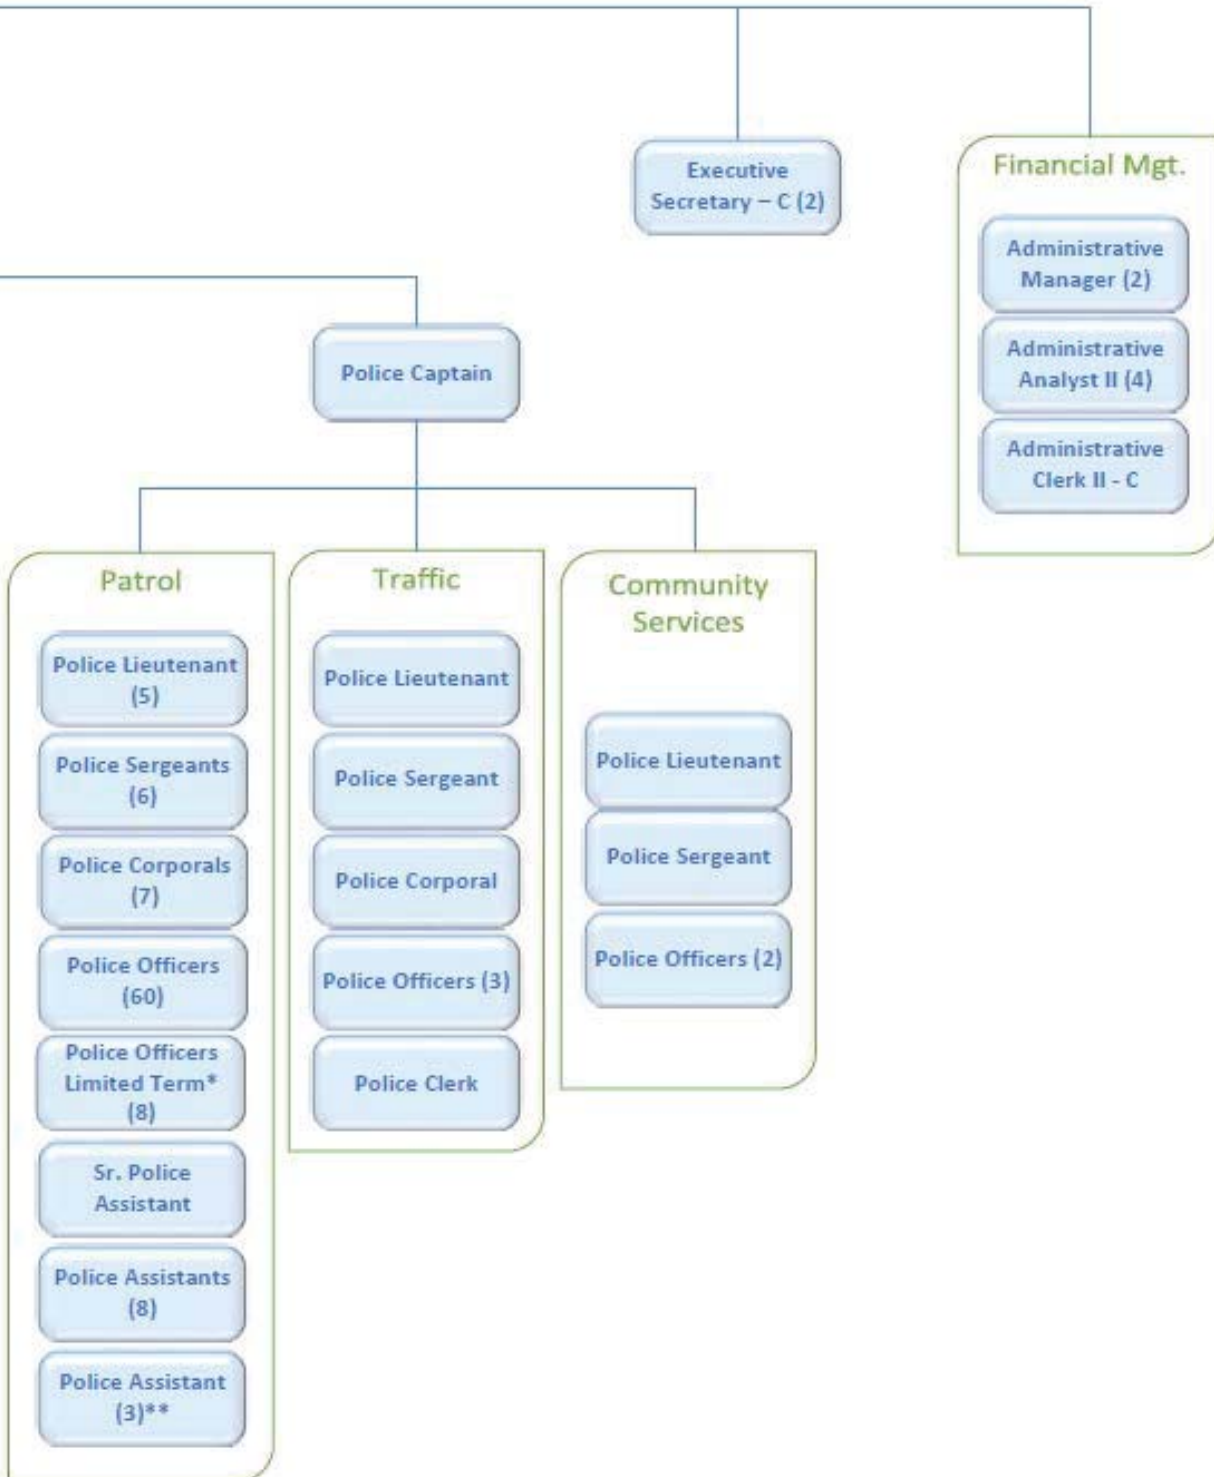 Executive
Secretary – C (2)
Financial Mgt.
Administrative
Manager (2)
Administrative
Analyst II (4)
Administrative
Clerk II - C
Police Captain
Patrol
Police Lieutenant
(5)
Police Sergeants
(6)
Police Corporals
(7)
Police Officers
(60)
Police Officers
Limited Term*
(8)
Sr. Police
Assistant
Police Assistants
(8)
Police Assistant
(3)**
Traffic
Police Lieutenant
Police Sergeant
Police Corporal
Police Officers (3)
Police Clerk
Community
Services
Police Lieutenant
Police Sergeant
Police Officers (2)